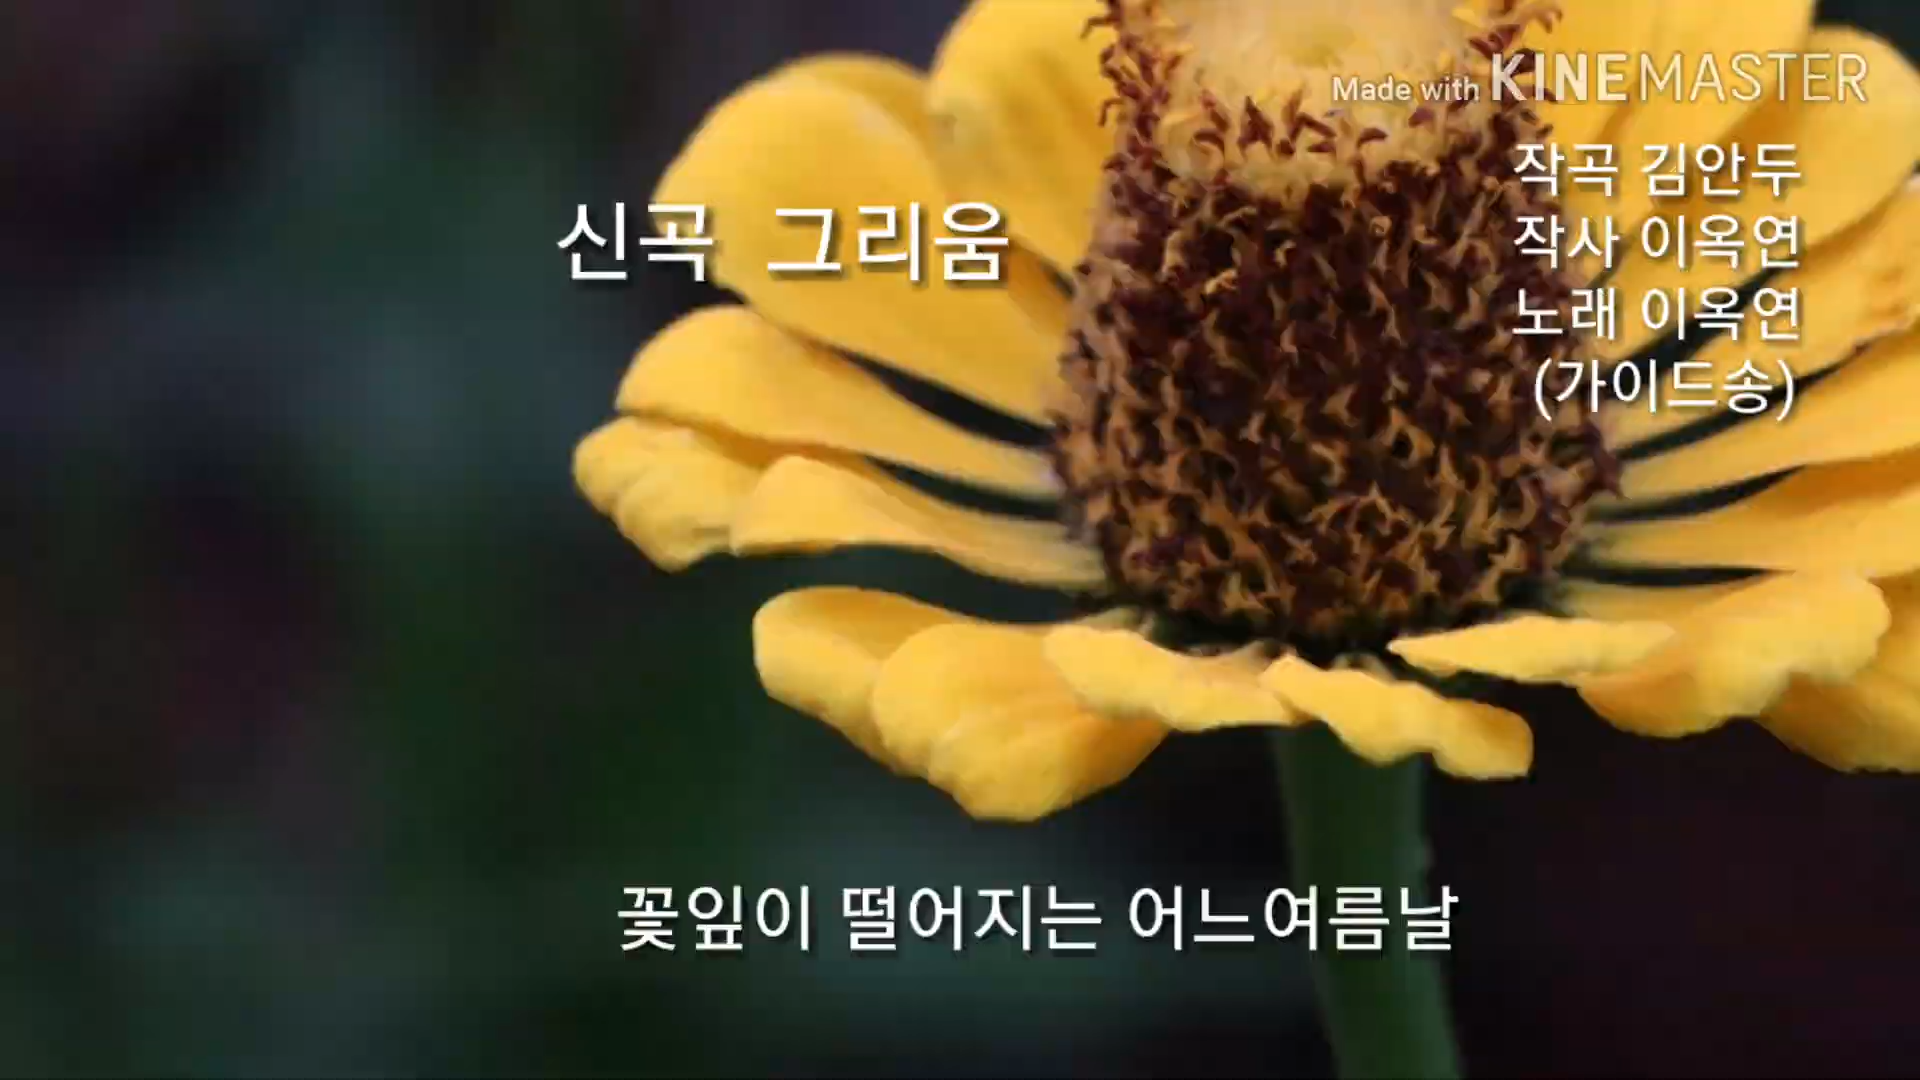 Made with KINEMASTER
작곡 김안두
작사 이옥연
노래 이옥연
(가이드송)
신곡 그리움
꽃잎이 떨어지는 어느여름날